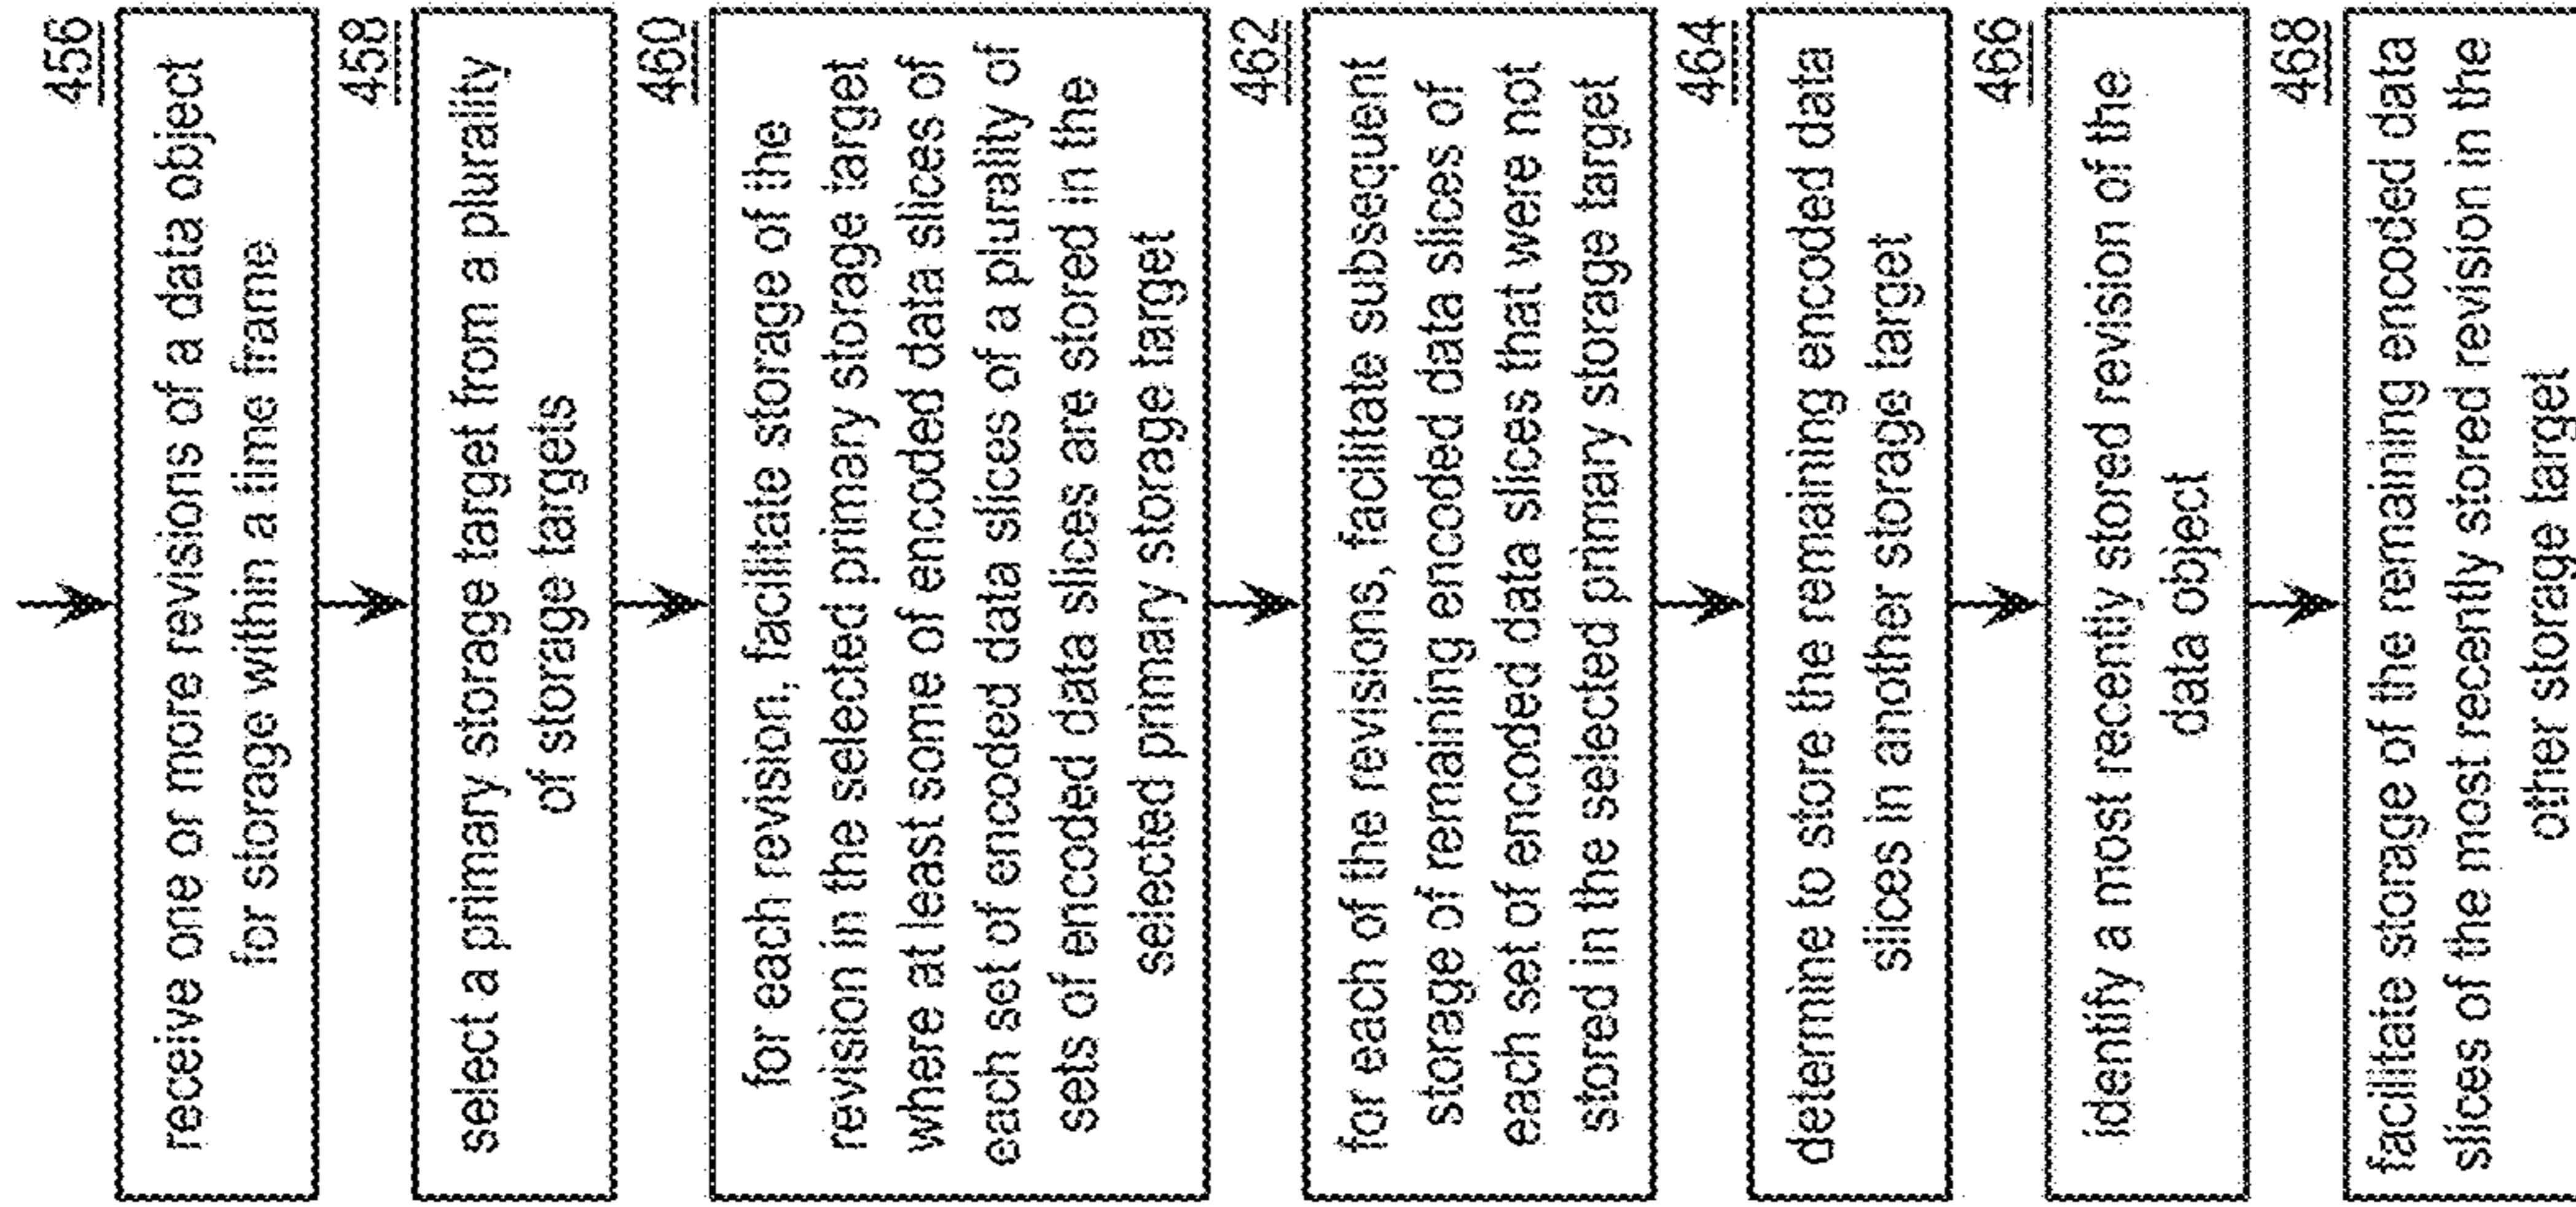 456
receive one or more revisions of a data object
for storage within a time frame
458
select a primary storage target from a plurality
of storage targets
460
for each revision, facilitate storage of the
revision in the selected primary storage target
where at least some of encoded data slices of
each set of encoded data slices of a plurality of
sets of encoded data slices are stored in the
selected primary storage target
462
for each of the revisions, facilitate subsequent
storage of remaining encoded data slices of
each set of encoded data slices that were not
stored in the selected primary storage target
464
determine to store the remaining encoded data
slices in another storage target
466
identify a most recently stored revision of the
data object
468
facilitate storage of the remaining encoded data
slices of the most recently stored revision in the
other storage target